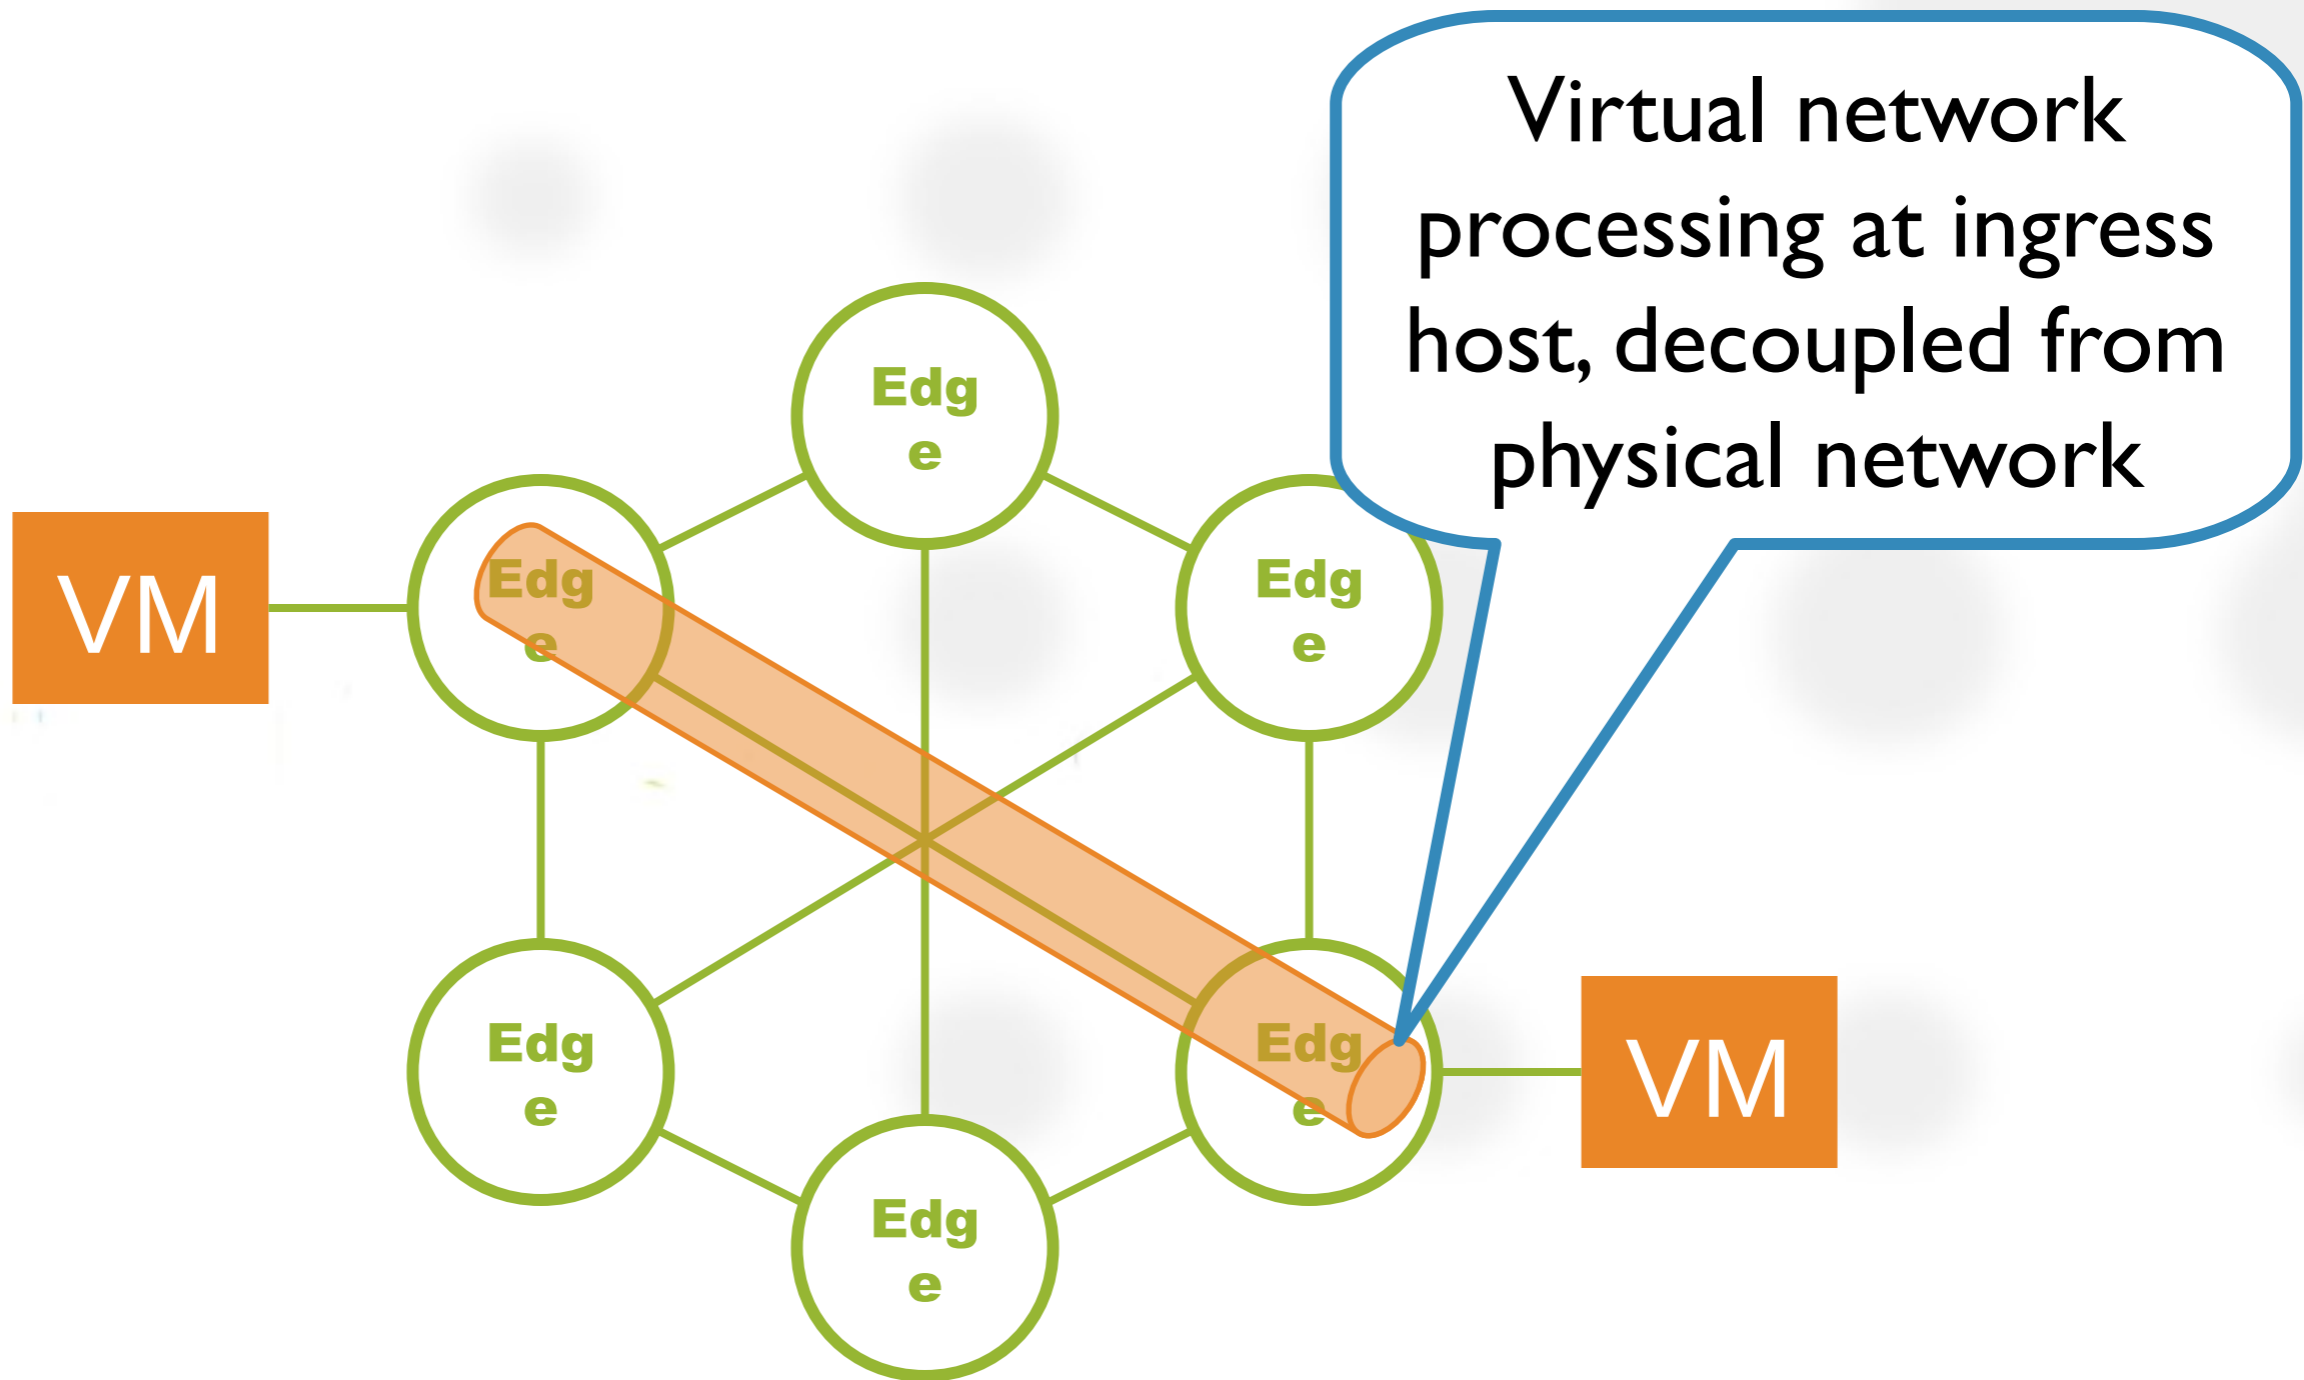 Virtual network
processing at ingress
host, decoupled from
physical network
Edg
e
VM
Edg
e
Edg
e
Edg
e
Edg
e
VM
Edg
e